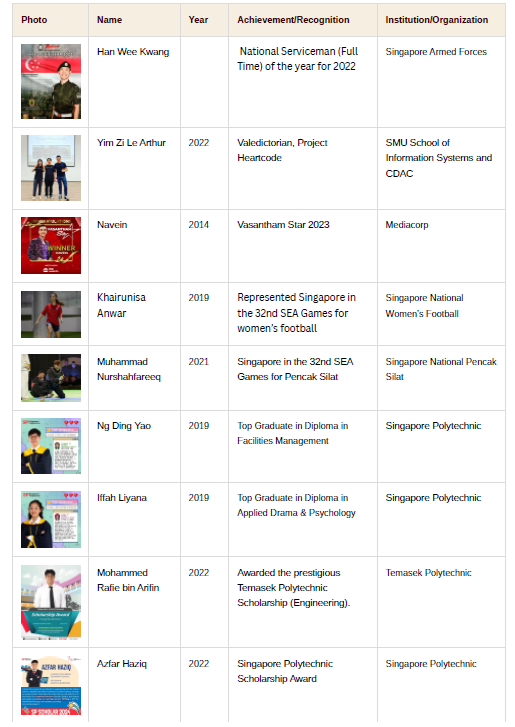 Photo Name Year Achievement/Recognition Institution/Organization
Han Wee Kwang National Serviceman (Full Singapore Armed Forces
Time) of the year for 2022
Yim Zi Le Arthur 2022 Valedictorian, Project SMU School of
Heartcode Information Systems and
CDAC
VASANTHAM
Star
WINNER
Navein 2014 Vasantham Star 2023 Mediacorp
Khairunisa 2019 Represented Singapore in Singapore National
Anwar the 32nd SEA Games for Women's Football
women's football
Muhammad 2021 Singapore in the 32nd SEA Singapore National Pencak
Nurshahfareeq Games for Pencak Silat Silat
Ng Ding Yao 2019 Top Graduate in Diploma in Singapore Polytechnic
Facilities Management
Iffah Liyana 2019 Top Graduate in Diploma in Singapore Polytechnic
Applied Drama & Psychology
Mohammed 2022 Awarded the prestigious Temasek Polytechnic
Rafie bin Arifin Temasek Polytechnic
Scholarship (Engineering).
Scholarship Award
Azfar Haziq 2022 Singapore Polytechnic Singapore Polytechnic
Scholarship Award
AZFAR HAZIQ
SP SCHOLAR 2024